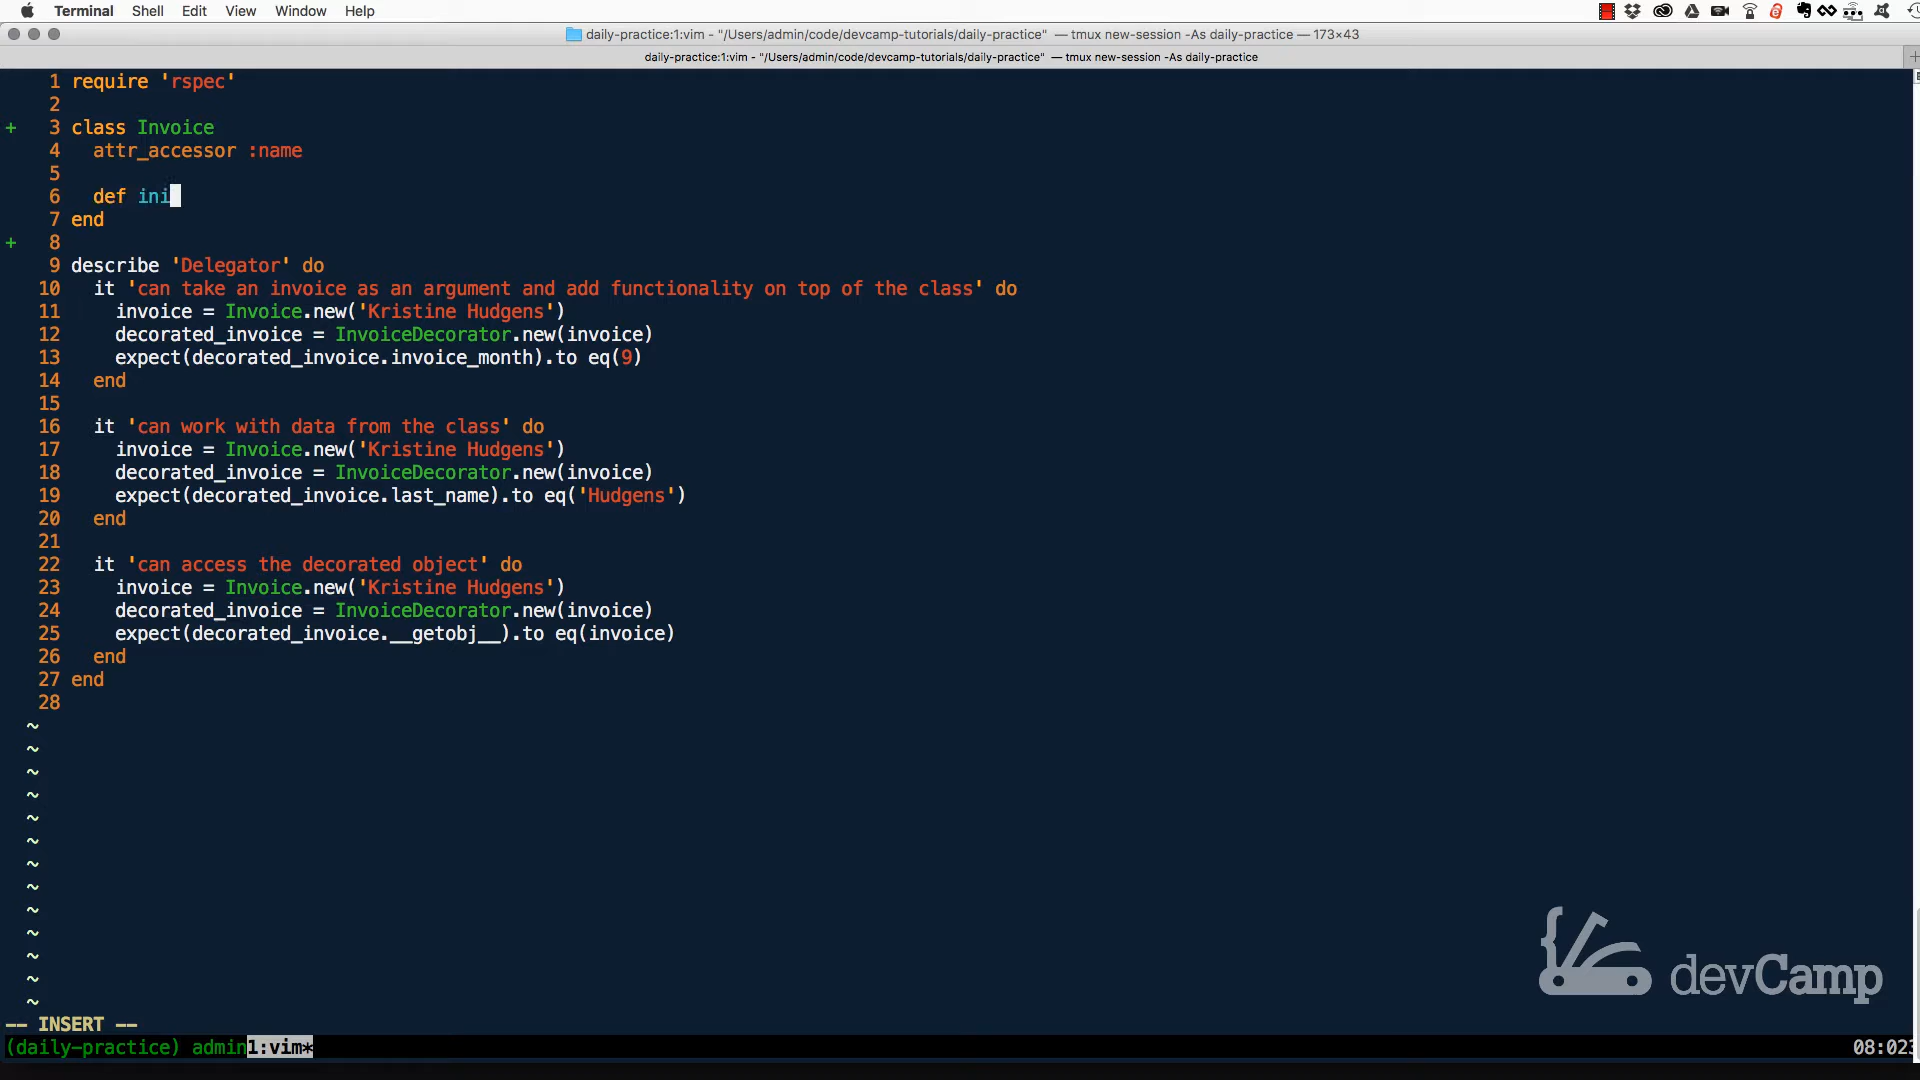 Terminal Shell Edit View Window Help
daily-practice:1:vim - "/Users/admin/code/devcamp-tutorials/daily-practice" — tmux new-session -As daily-practice — 173×43
daily-practice:1:vim - "/Users/admin/code/devcamp-tutorials/daily-practice" — tmux new-session -As daily-practice
1 require 'rspec'
2
+ 3 class Invoice
4   attr_accessor :name
5
6   def ini
7 end
+ 8
9 describe 'Delegator' do
10   it 'can take an invoice as an argument and add functionality on top of the class' do
11     invoice = Invoice.new('Kristine Hudgens')
12     decorated_invoice = InvoiceDecorator.new(invoice)
13     expect(decorated_invoice.invoice_month).to eq(9)
14   end
15
16   it 'can work with data from the class' do
17     invoice = Invoice.new('Kristine Hudgens')
18     decorated_invoice = InvoiceDecorator.new(invoice)
19     expect(decorated_invoice.last_name).to eq('Hudgens')
20   end
21
22   it 'can access the decorated object' do
23     invoice = Invoice.new('Kristine Hudgens')
24     decorated_invoice = InvoiceDecorator.new(invoice)
25     expect(decorated_invoice.__getobj__).to eq(invoice)
26   end
27 end
28
~
~
~
~
~
~
~
~
~
~
~
~
~
devCamp
-- INSERT --
(daily-practice) admin1:vim* 08:023